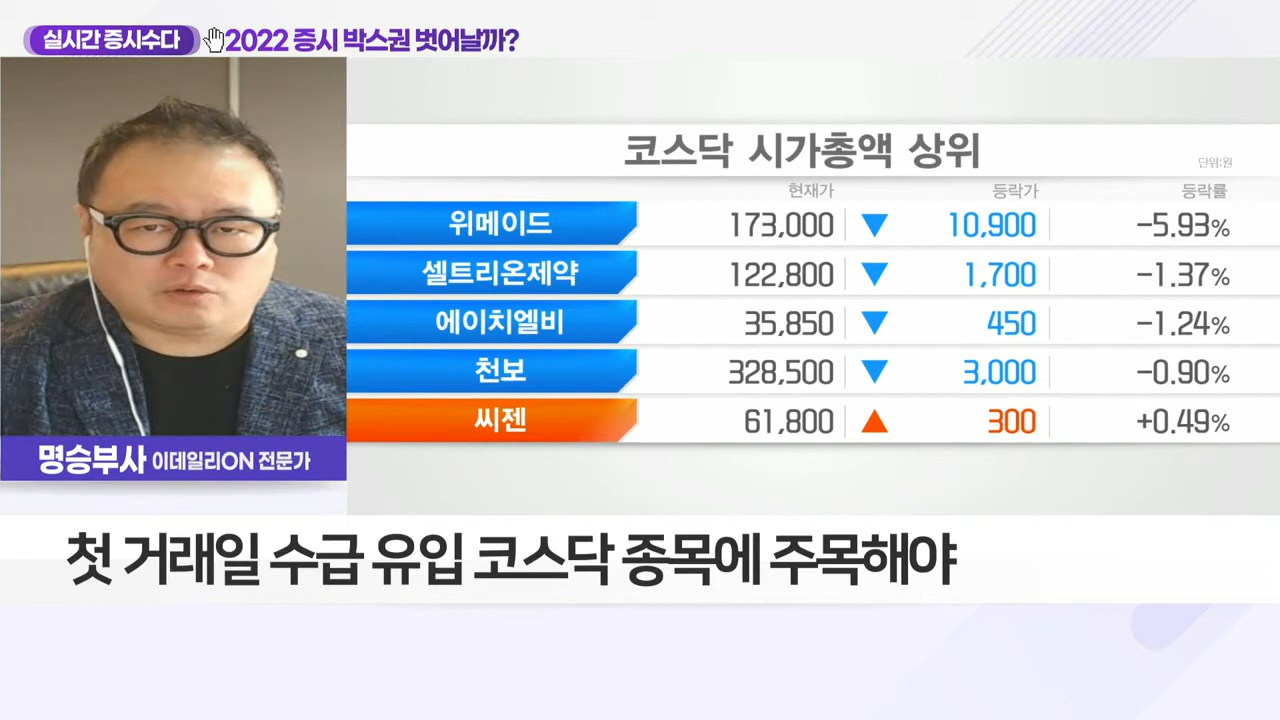 실시간 증시수다 2022 증시 박스권 벗어날까?
코스닥 시가총액 상위
단위:원
현재가 등락가 등락률
위메이드 173,000 ▼ 10,900 -5.93%
셀트리온제약 122,800 ▼ 1,700 -1.37%
에이치엘비 35,850 ▼ 450 -1.24%
천보 328,500 ▼ 3,000 -0.90%
씨젠 61,800 ▲ 300 +0.49%
명승부사 이데일리ON 전문가
첫 거래일 수급 유입 코스닥 종목에 주목해야